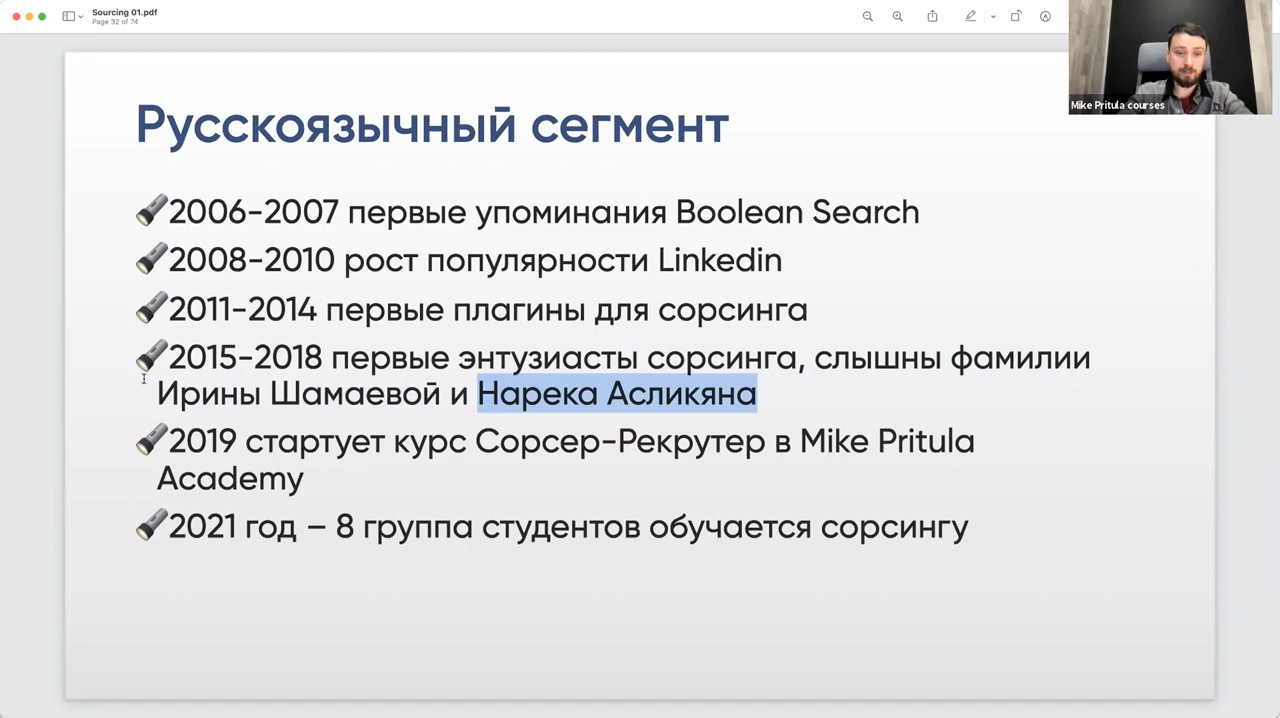 Sourcing 01.pdf
Page 32 of 74
Mike Pritula courses
Русскоязычный сегмент
2006-2007 первые упоминания Boolean Search
2008-2010 рост популярности Linkedin
2011-2014 первые плагины для сорсинга
2015-2018 первые энтузиасты сорсинга, слышны фамилии
Ирины Шамаевой и Нарека Асликяна
2019 стартует курс Сорсер-Рекрутер в Mike Pritula
Academy
2021 год – 8 группа студентов обучается сорсингу